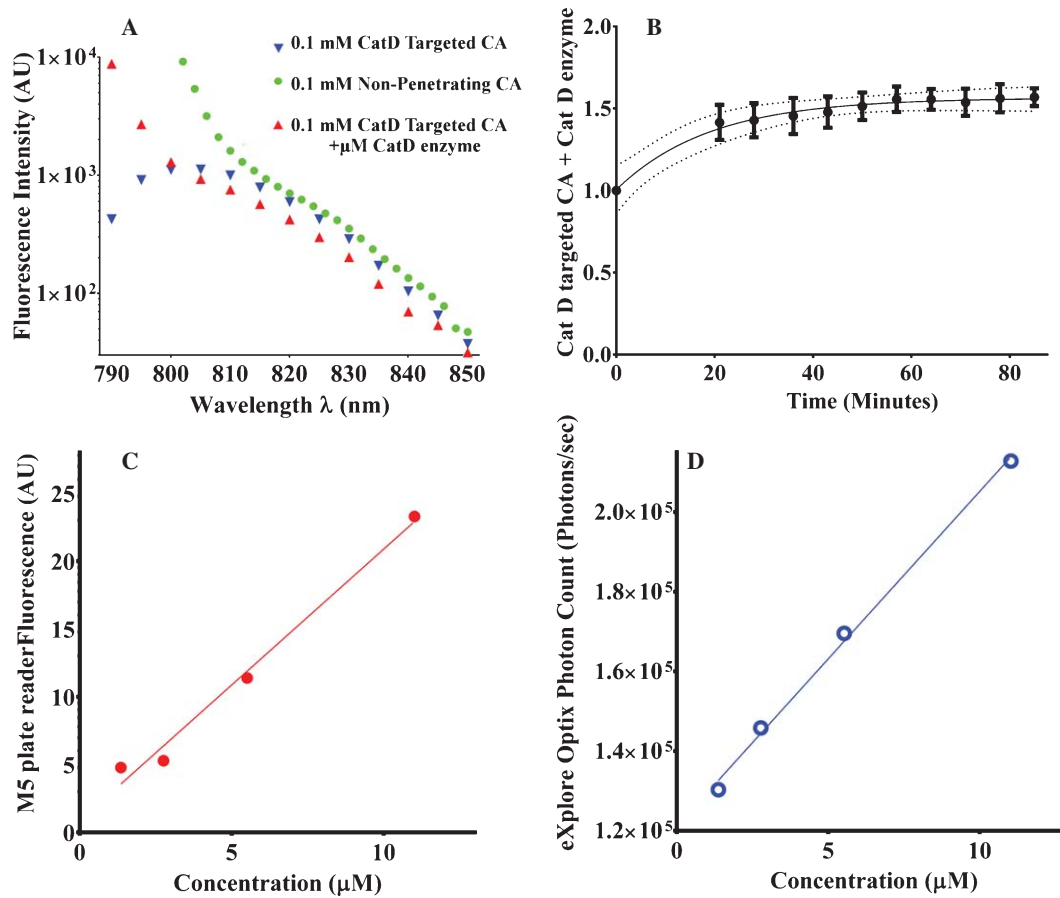 A
Fluorescence Intensity (AU)
1×10⁴
1×10³
1×10²
0.1 mM CatD Targeted CA
0.1 mM Non-Penetrating CA
0.1 mM CatD Targeted CA
+μM CatD enzyme
790 800 810 820 830 840 850
Wavelength λ (nm)
B
Cat D targeted CA + Cat D enzyme
2.0
1.5
1.0
0.5
0.0
0 20 40 60 80
Time (Minutes)
C
M5 plate readerFluorescence (AU)
25
20
15
10
5
0
0 5 10
Concentration (μM)
D
eXplore Optix Photon Count (Photons/sec)
2.0×10⁵
1.8×10⁵
1.6×10⁵
1.4×10⁵
1.2×10⁵
0 5 10
Concentration (μM)